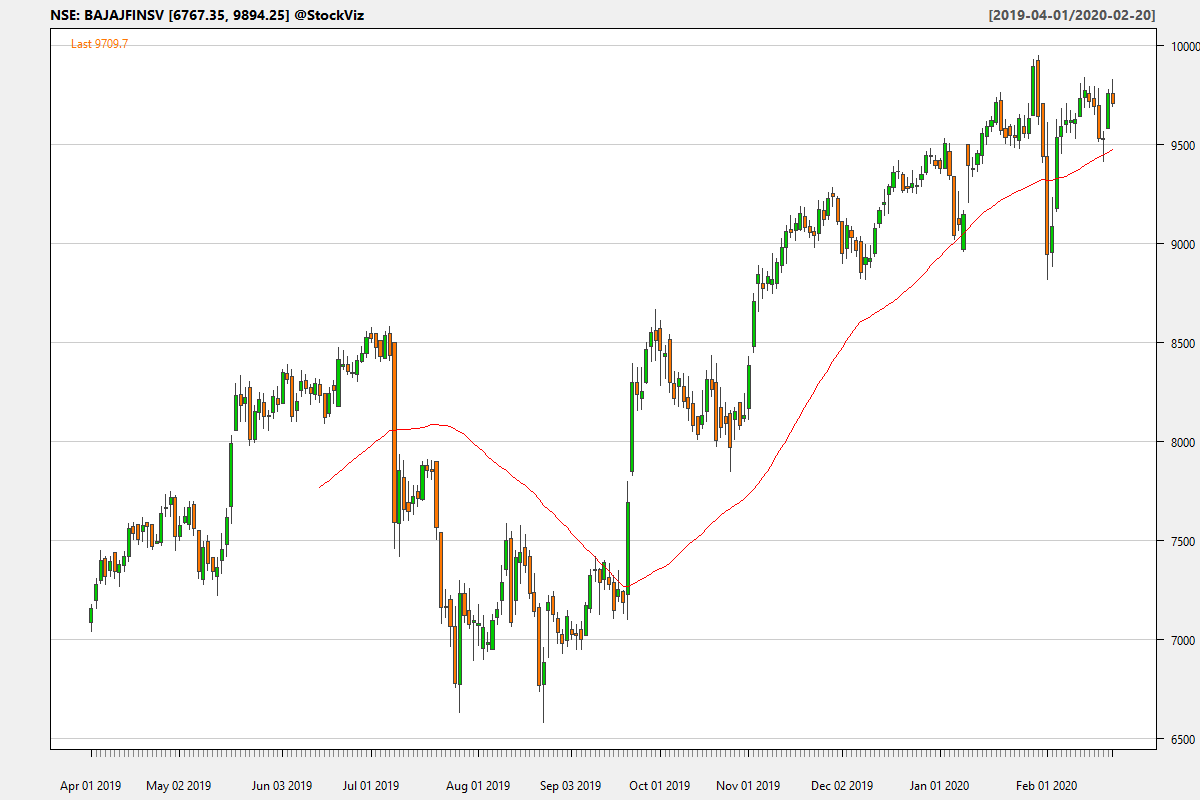 NSE: BAJAJFINSV [6767.35, 9894.25] @StockViz [2019-04-01/2020-02-20]
Last 9709.7
10000
9500
9000
8500
8000
7500
7000
6500
Apr 01 2019 May 02 2019 Jun 03 2019 Jul 01 2019 Aug 01 2019 Sep 03 2019 Oct 01 2019 Nov 01 2019 Dec 02 2019 Jan 01 2020 Feb 01 2020